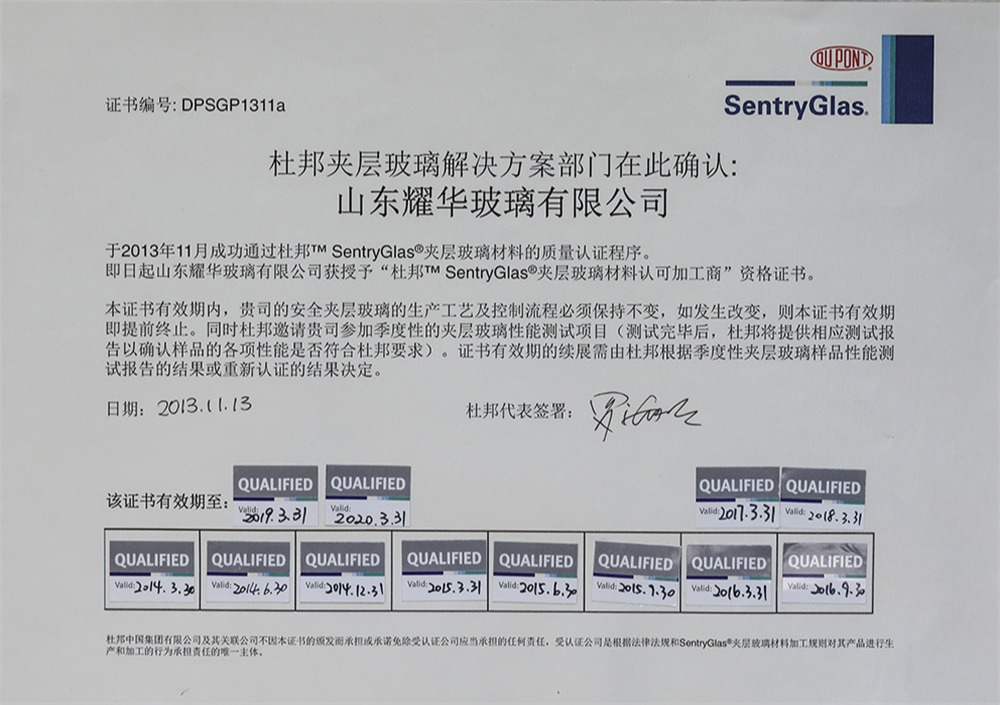 DU PONT
SentryGlas®
证书编号: DPSGP1311a
杜邦夹层玻璃解决方案部门在此确认:
山东耀华玻璃有限公司
于2013年11月成功通过杜邦™ SentryGlas®夹层玻璃材料的质量认证程序。
即日起山东耀华玻璃有限公司获授予“杜邦™ SentryGlas®夹层玻璃材料认可加工商”资格证书。
本证书有效期内，贵司的安全夹层玻璃的生产工艺及控制流程必须保持不变，如发生改变，则本证书有效期
即提前终止。同时杜邦邀请贵司参加季度性的夹层玻璃性能测试项目（测试完毕后，杜邦将提供相应测试报
告以确认样品的各项性能是否符合杜邦要求）。证书有效期的续展需由杜邦根据季度性夹层玻璃样品性能测
试报告的结果或重新认证的结果决定。
日期: 2013.11.13 杜邦代表签署:
该证书有效期至:
QUALIFIED QUALIFIED QUALIFIED QUALIFIED
Valid: 2019.3.31 Valid: 2020.3.31 Valid: 2017.3.31 Valid: 2018.3.31
QUALIFIED QUALIFIED QUALIFIED QUALIFIED QUALIFIED QUALIFIED QUALIFIED QUALIFIED
Valid: 2014.3.30 Valid: 2014.6.30 Valid: 2014.12.31 Valid: 2015.3.31 Valid: 2015.6.30 Valid: 2015.9.30 Valid: 2016.3.31 Valid: 2016.9.30
杜邦中国集团有限公司及其关联公司不因本证书的颁发而承担或承诺免除受认证公司应当承担的任何责任。受认证公司是根据法律法规和SentryGlas®夹层玻璃材料加工规则对其产品进行生
产和加工的行为承担责任的唯一主体。